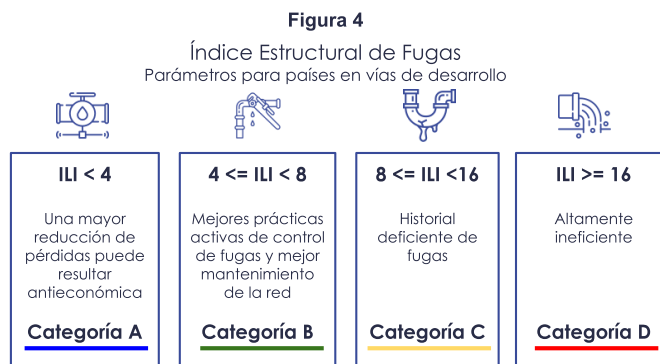 Figura 4
Índice Estructural de Fugas
Parámetros para países en vías de desarrollo
ILI < 4
Una mayor
reducción de
pérdidas puede
resultar
antieconómica
Categoría A
4 <= ILI < 8
Mejores prácticas
activas de control
de fugas y mejor
mantenimiento
de la red
Categoría B
8 <= ILI <16
Historial
deficiente de
fugas
Categoría C
ILI >= 16
Altamente
ineficiente
Categoría D